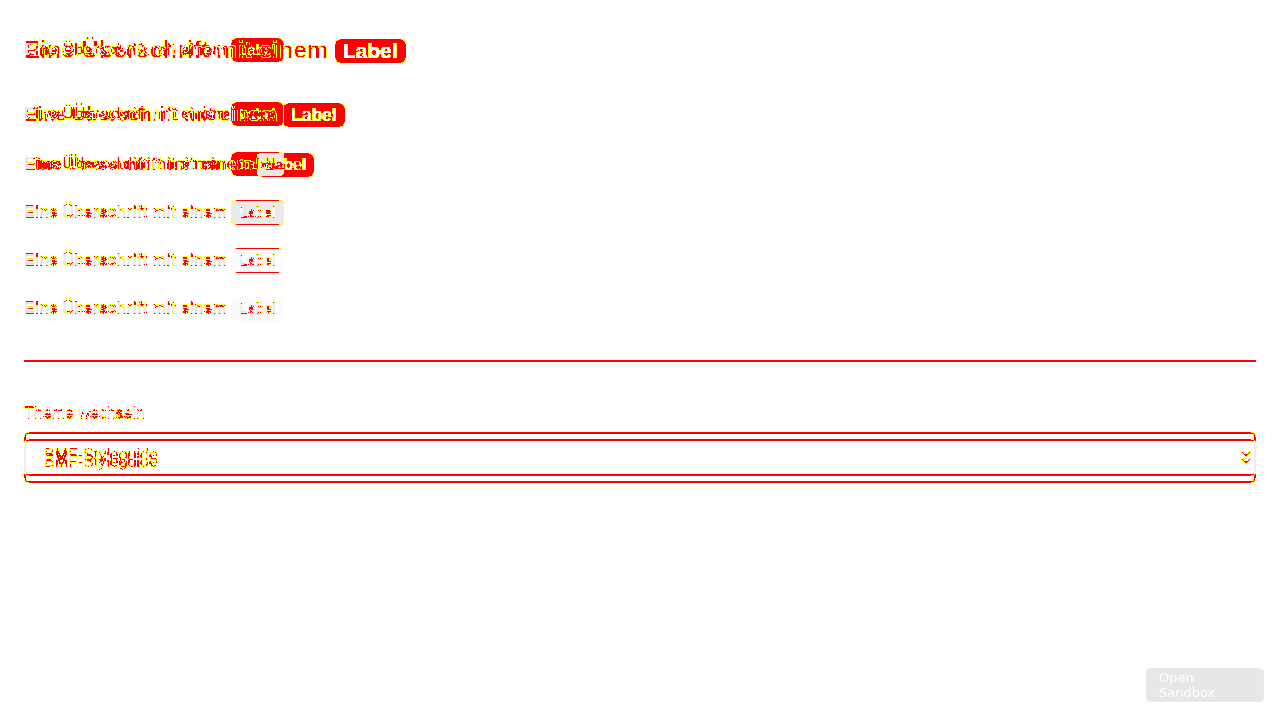 Eine Überschrift mit einem Label
Eine Überschrift mit einem Label
Eine Überschrift mit einem Label
Eine Überschrift mit einem Label
Eine Überschrift mit einem Label
Eine Überschrift mit einem Label
Theme wechseln
BMF-Styleguide
Open
Sandbox